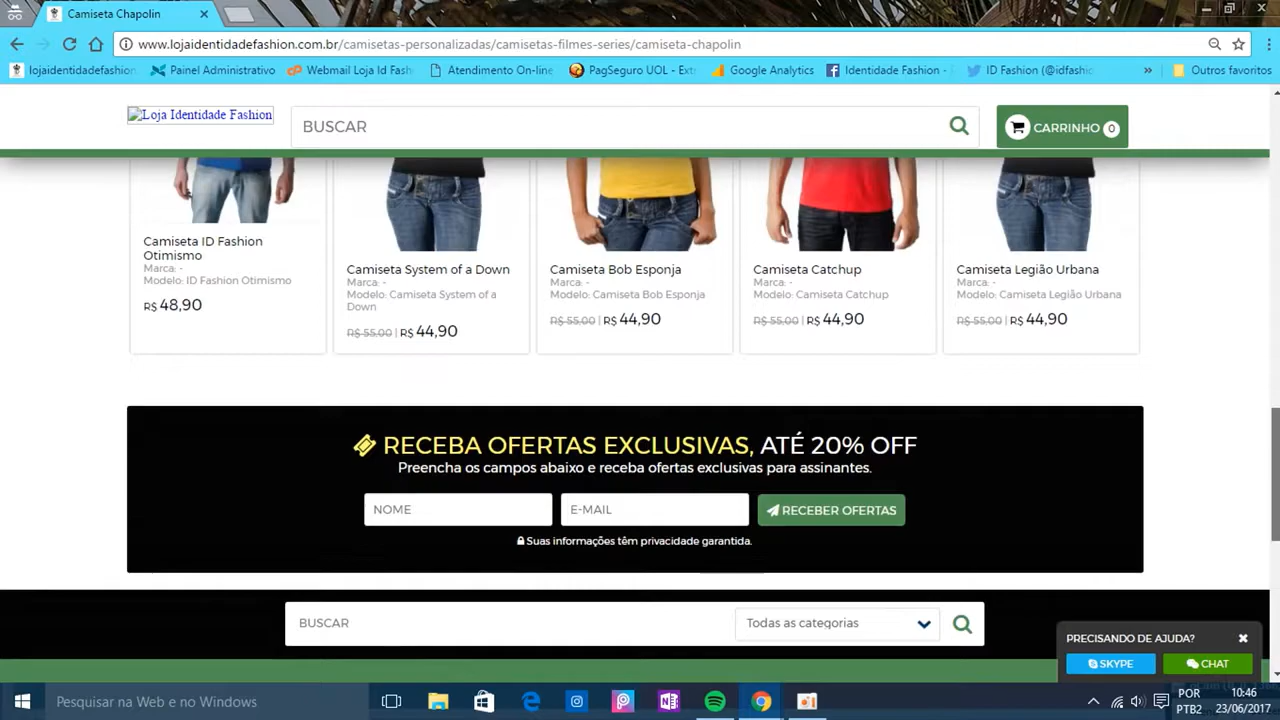 Camiseta Chapolin
www.lojaidentidadefashion.com.br/camisetas-personalizadas/camisetas-filmes-series/camiseta-chapolin
lojaidentidadefashion. Painel Administrativo Webmail Loja Id Fash Atendimento On-line PagSeguro UOL - Ext Google Analytics Identidade Fashion - ID Fashion (@idfashic » Outros favoritos
Loja Identidade Fashion BUSCAR CARRINHO 0
Camiseta ID Fashion
Otimismo
Marca: -
Modelo: ID Fashion Otimismo
R$ 48,90
Camiseta System of a Down
Marca: -
Modelo: Camiseta System of a
Down
R$ 55,00 | R$ 44,90
Camiseta Bob Esponja
Marca: -
Modelo: Camiseta Bob Esponja
R$ 55,00 | R$ 44,90
Camiseta Catchup
Marca: -
Modelo: Camiseta Catchup
R$ 55,00 | R$ 44,90
Camiseta Legião Urbana
Marca: -
Modelo: Camiseta Legião Urbana
R$ 55,00 | R$ 44,90
RECEBA OFERTAS EXCLUSIVAS, ATÉ 20% OFF
Preencha os campos abaixo e receba ofertas exclusivas para assinantes.
NOME E-MAIL RECEBER OFERTAS
Suas informações têm privacidade garantida.
BUSCAR Todas as categorias
PRECISANDO DE AJUDA?
SKYPE CHAT
Pesquisar na Web e no Windows
POR 10:46
PTB2 23/06/2017